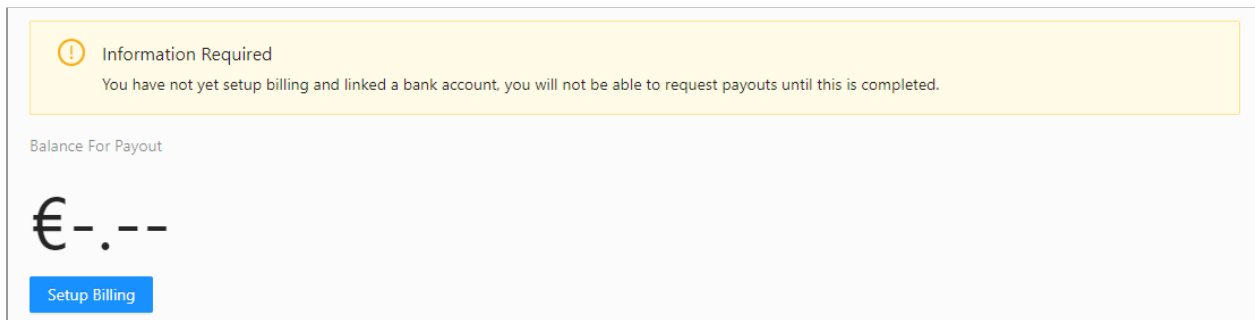 Information Required
You have not yet setup billing and linked a bank account, you will not be able to request payouts until this is completed.
Balance For Payout
€-.--
Setup Billing